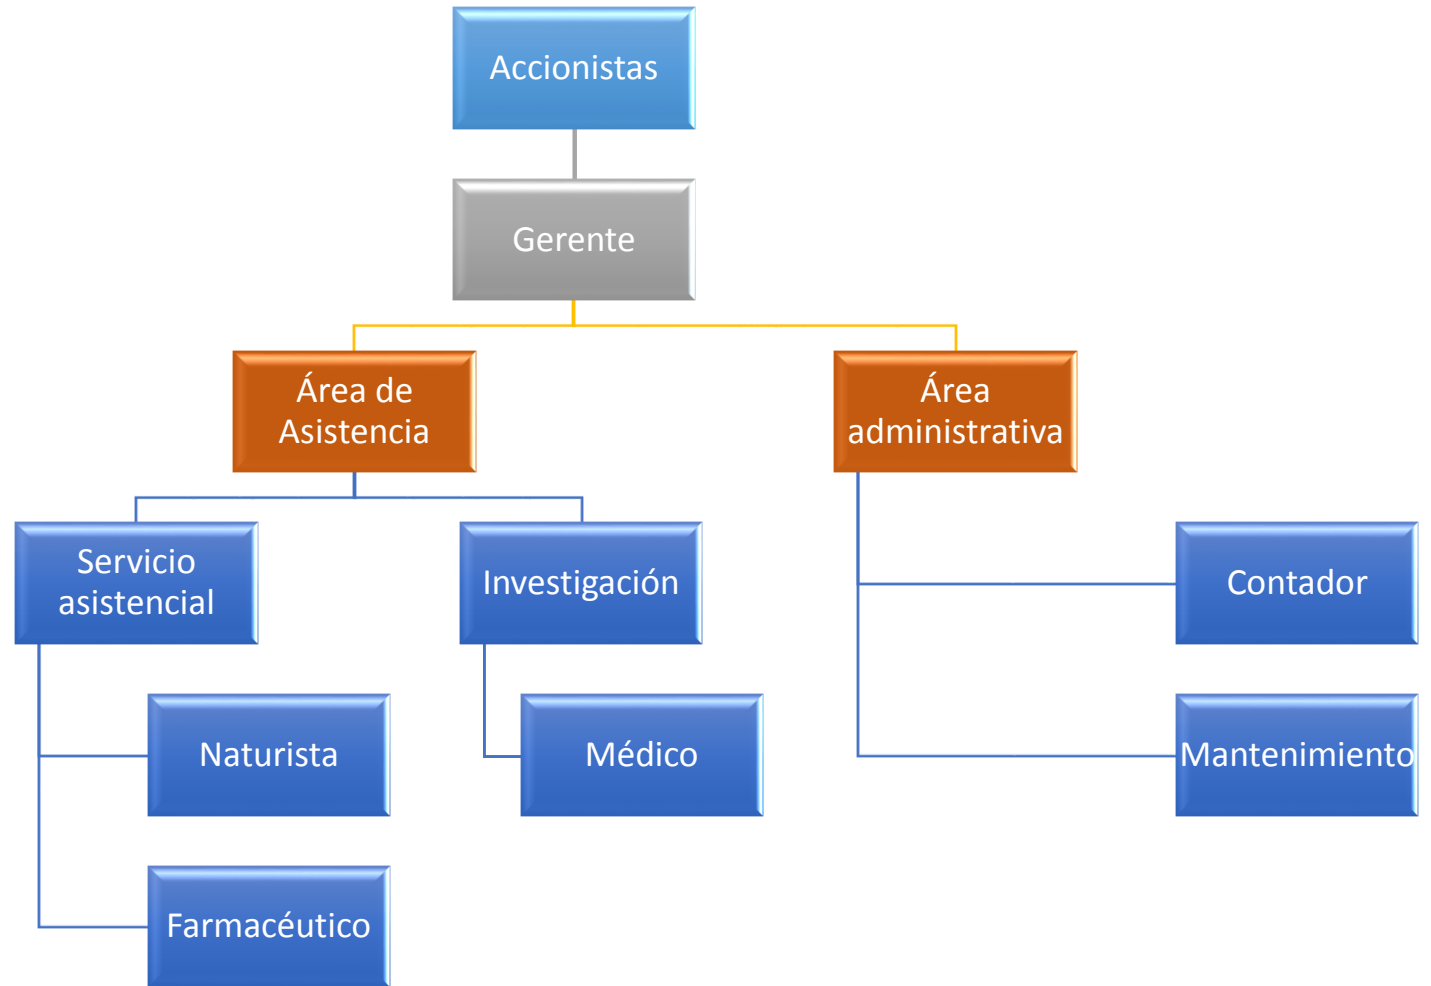 Accionistas
Gerente
Área de
Asistencia
Área
administrativa
Servicio
asistencial
Investigación
Contador
Naturista
Médico
Mantenimiento
Farmacéutico